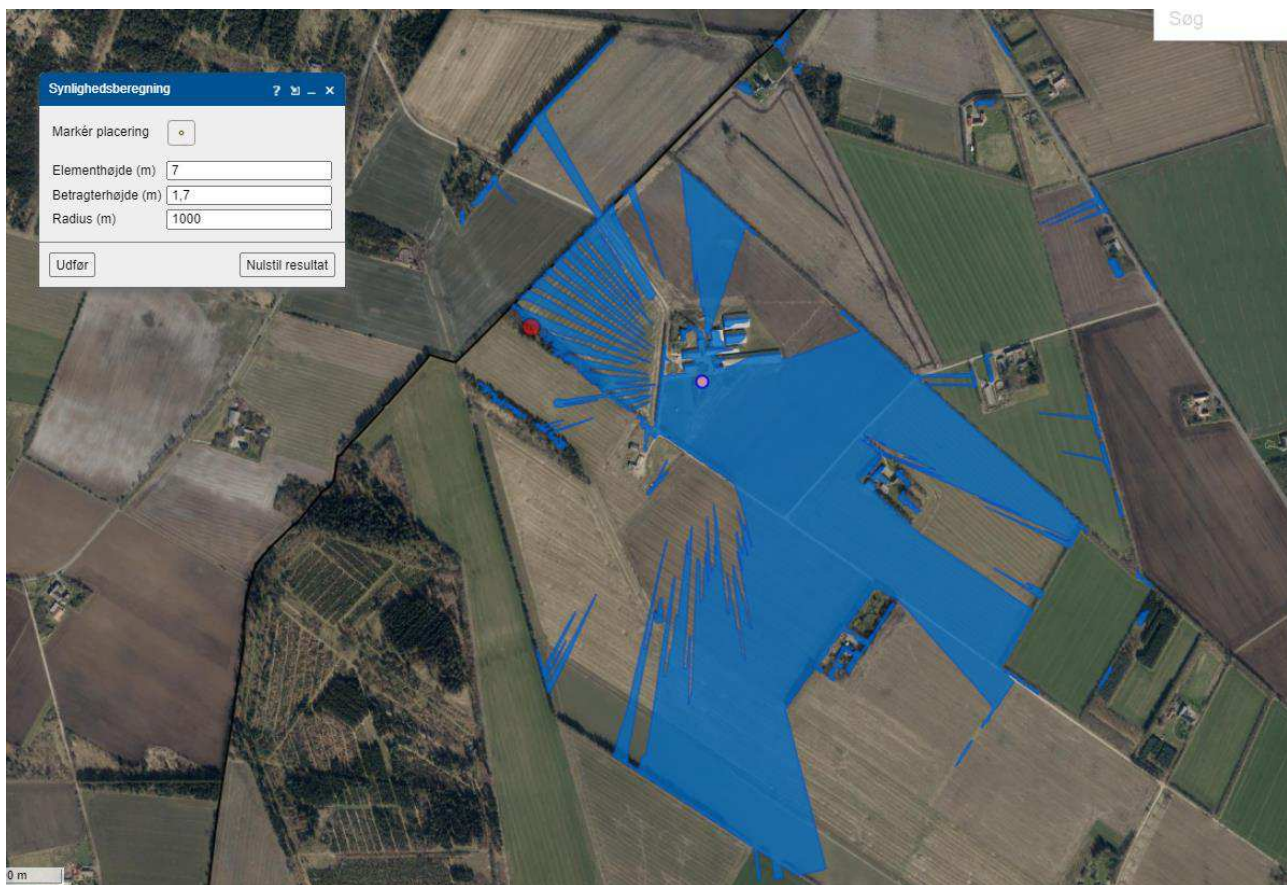 Søg
Synlighedsberegning
?
Markér placering
Elementhøjde (m) 7
Betragterhøjde (m) 1,7
Radius (m) 1000
Udfør Nulstil resultat
0 m